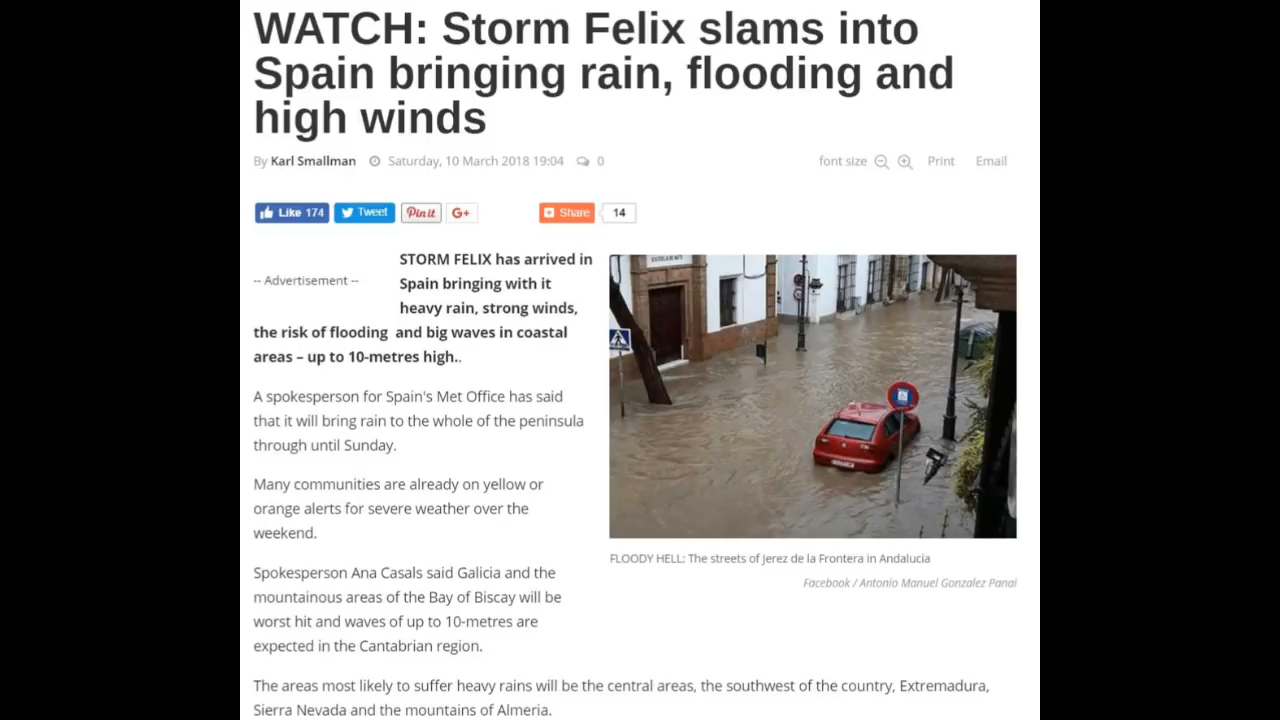 WATCH: Storm Felix slams into
Spain bringing rain, flooding and
high winds
By Karl Smallman Saturday, 10 March 2018 19:04 0
font size Print Email
Like 174 Tweet Pin it G+ Share 14
-- Advertisement --
STORM FELIX has arrived in
Spain bringing with it
heavy rain, strong winds,
the risk of flooding and big waves in coastal
areas – up to 10-metres high..
A spokesperson for Spain's Met Office has said
that it will bring rain to the whole of the peninsula
through until Sunday.
Many communities are already on yellow or
orange alerts for severe weather over the
weekend.
Spokesperson Ana Casals said Galicia and the
mountainous areas of the Bay of Biscay will be
worst hit and waves of up to 10-metres are
expected in the Cantabrian region.
FLOODY HELL: The streets of Jerez de la Frontera in Andalucia
Facebook / Antonio Manuel Gonzalez Panai
The areas most likely to suffer heavy rains will be the central areas, the southwest of the country, Extremadura,
Sierra Nevada and the mountains of Almeria.